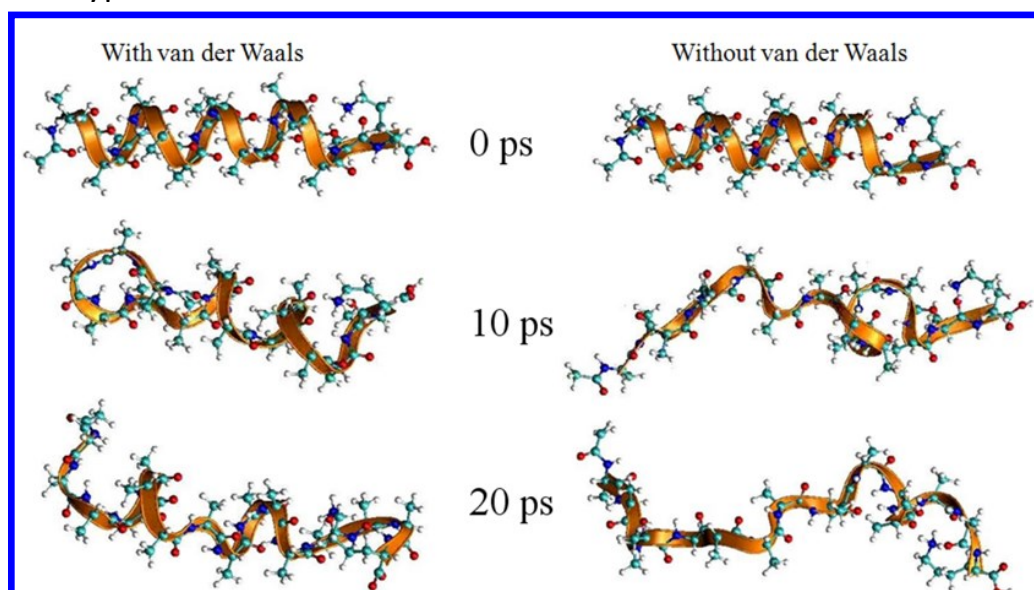 With van der Waals
Without van der Waals
0 ps
10 ps
20 ps